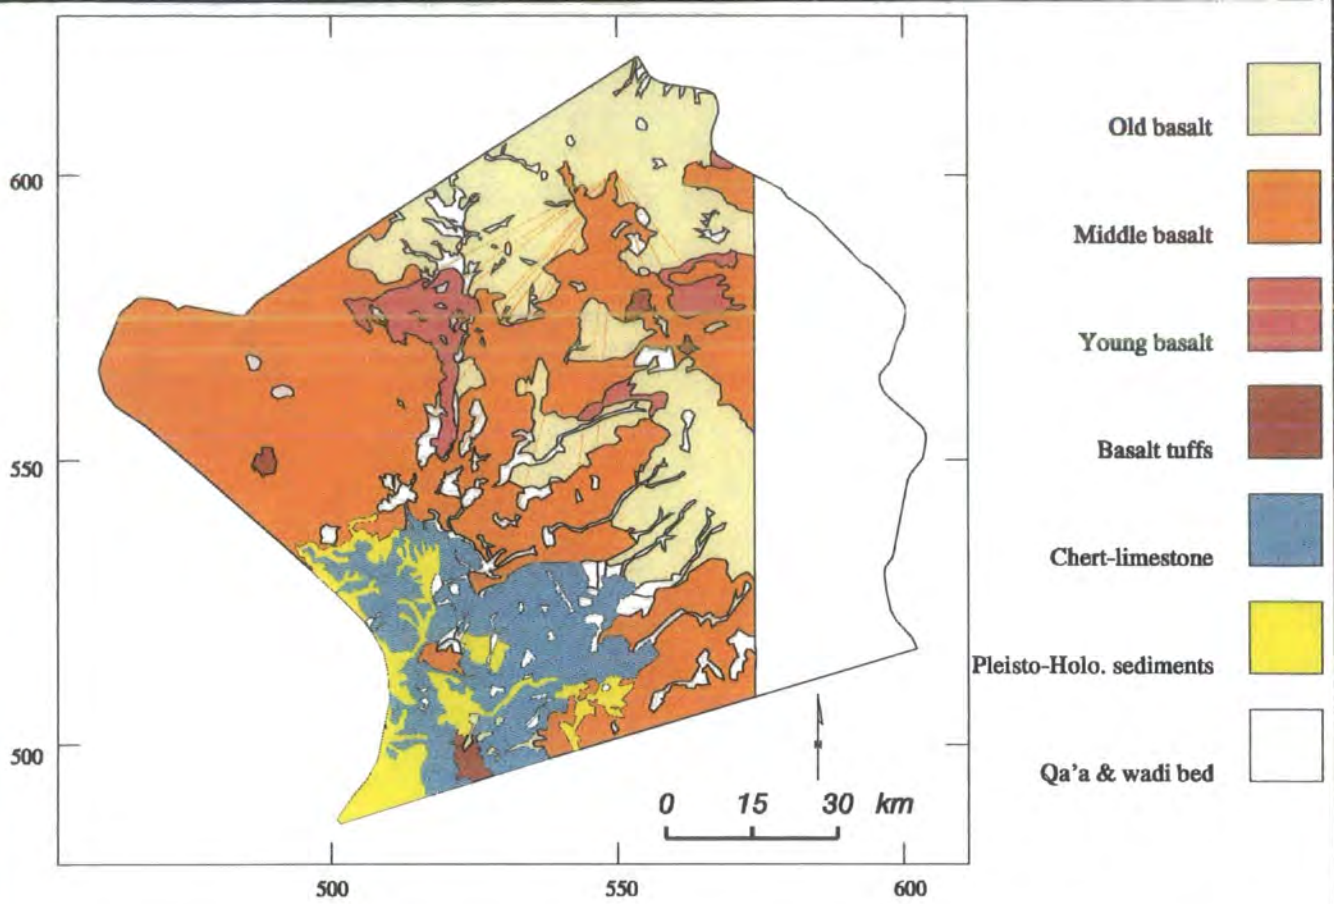 Old basalt
600
Middle basalt
Young basalt
Basalt tuffs
550
Chert-limestone
Pleisto-Holo. sediments
500
Qa'a & wadi bed
0 15 30 km
500 550 600